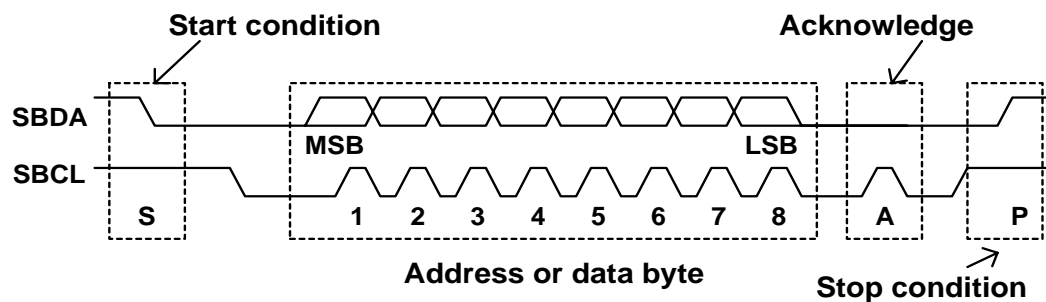 Start condition
Acknowledge
SBDA
MSB
LSB
SBCL
S
1 2 3 4 5 6 7 8
A
P
Address or data byte
Stop condition